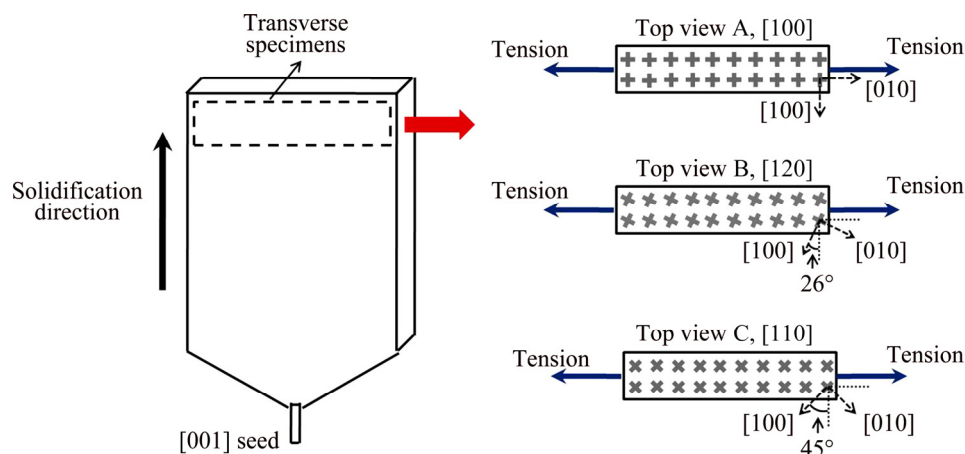 Transverse
specimens
Solidification
direction
[001] seed
Top view A, [100]
Tension
Tension
[010]
[100]
Top view B, [120]
Tension
Tension
[100]
[010]
26°
Top view C, [110]
Tension
Tension
[100]
[010]
45°